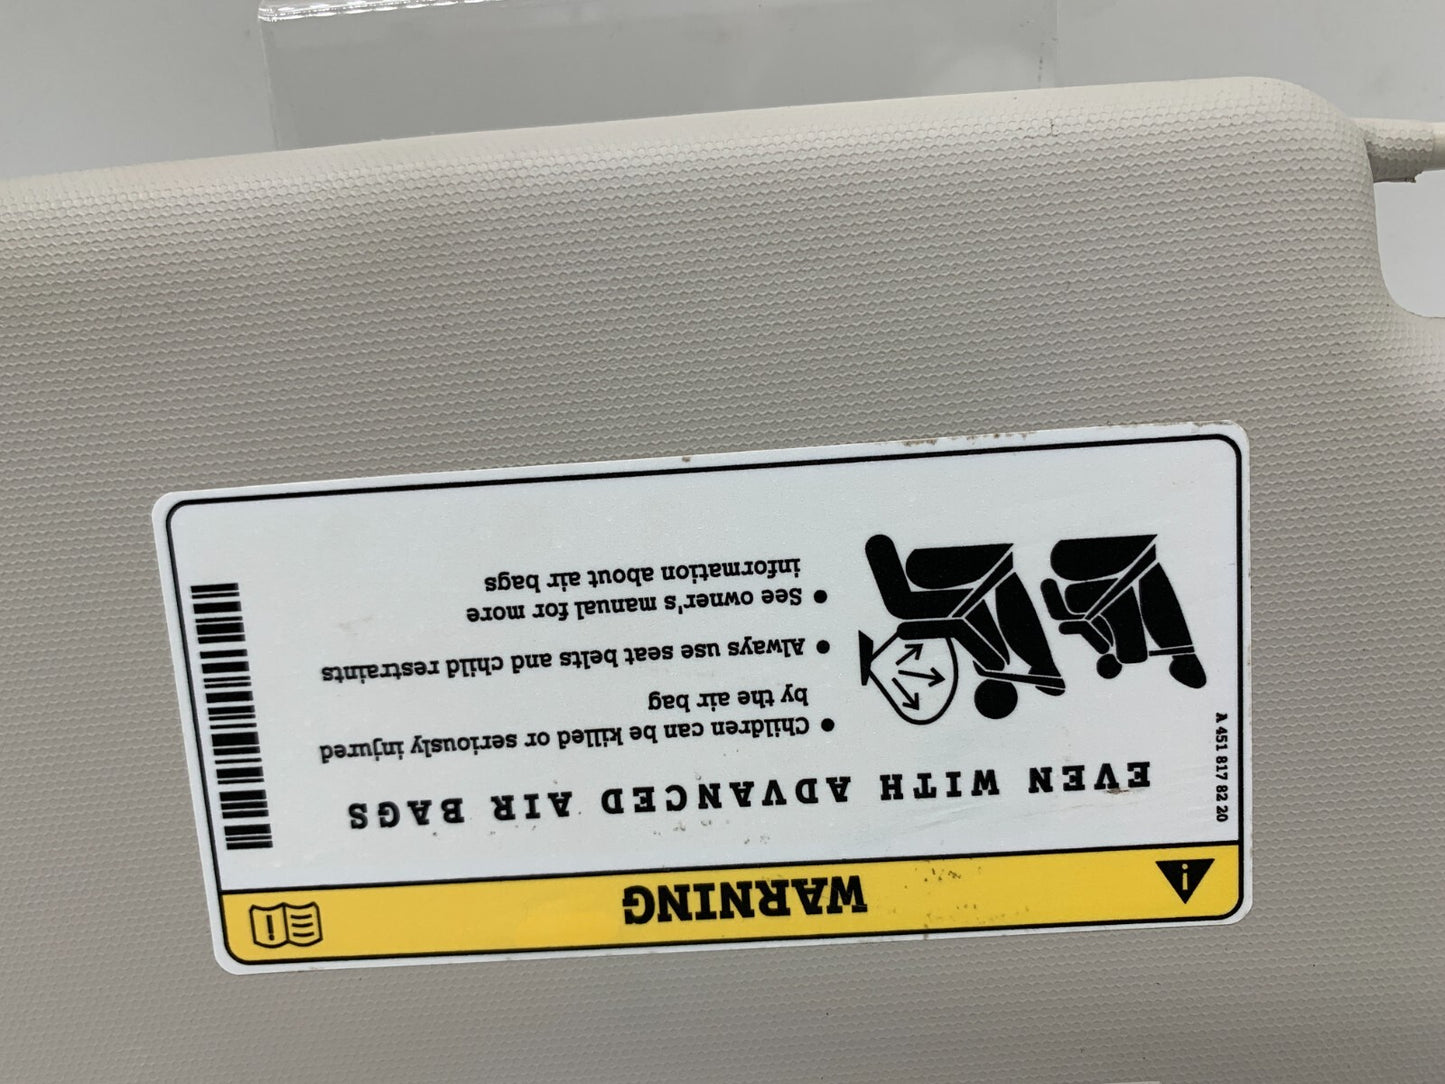 WARNING
EVEN WITH ADVANCED AIR BAGS
• Children can be killed or seriously injured
by the air bag
• Always use seat belts and child restraints
• See owner's manual for more
information about air bags
A 451 817 82 20